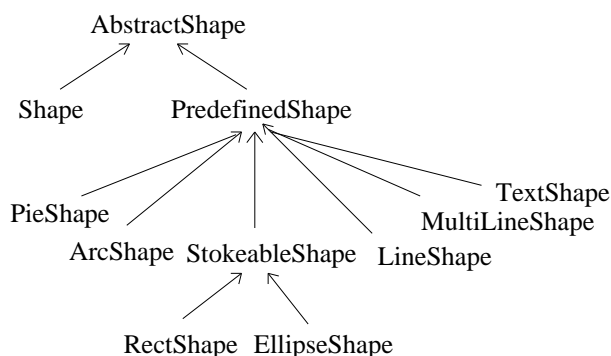 AbstractShape
Shape PredefinedShape
TextShape
PieShape MultiLineShape
ArcShape StokeableShape LineShape
RectShape EllipseShape